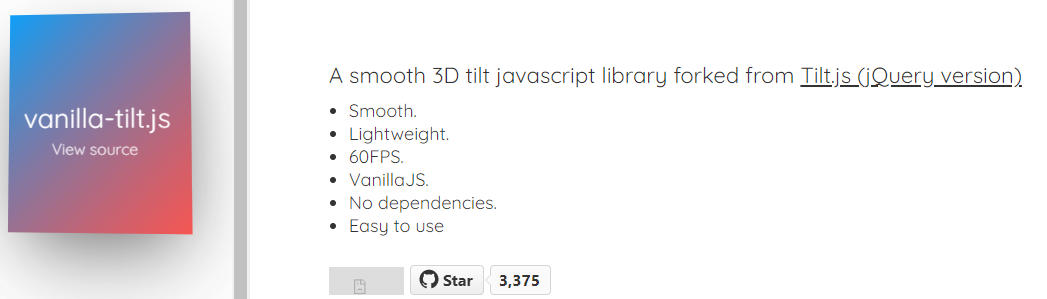 vanilla-tilt.js
View source
A smooth 3D tilt javascript library forked from Tilt.js (jQuery version)
Smooth.
Lightweight.
60FPS.
VanillaJS.
No dependencies.
Easy to use
Star 3,375